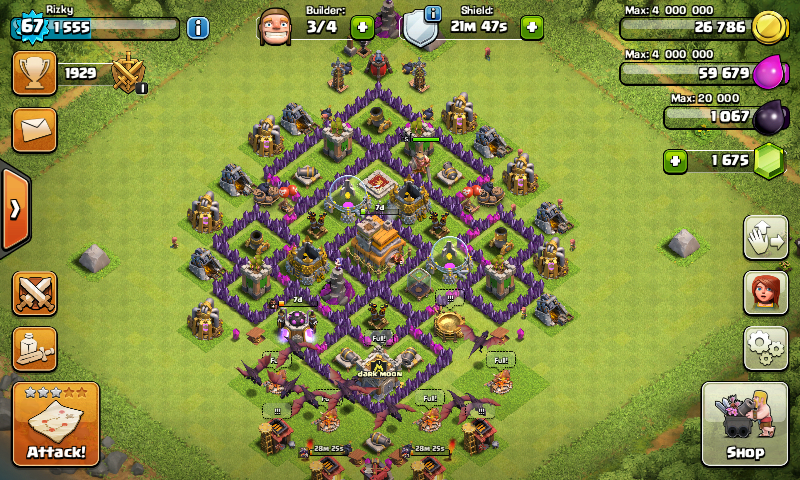 Rizky
67 1 555
Builder:
3/4
Shield:
21M 47s
Max: 4 000 000
26 786
1929
Max: 4 000 000
59 679
Max: 20 000
1 067
1 675
7d
7d
!!!
Full!
dARK MOON
Full!
Full!
!!!
!!!
28M 25s
28M 25s
Attack!
Shop